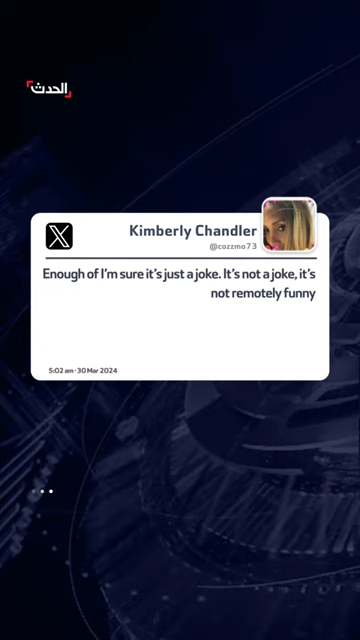 الحدث
Kimberly Chandler
@cozzmo73
Enough of I'm sure it's just a joke. It's not a joke, it's
not remotely funny
5:02 am · 30 Mar 2024